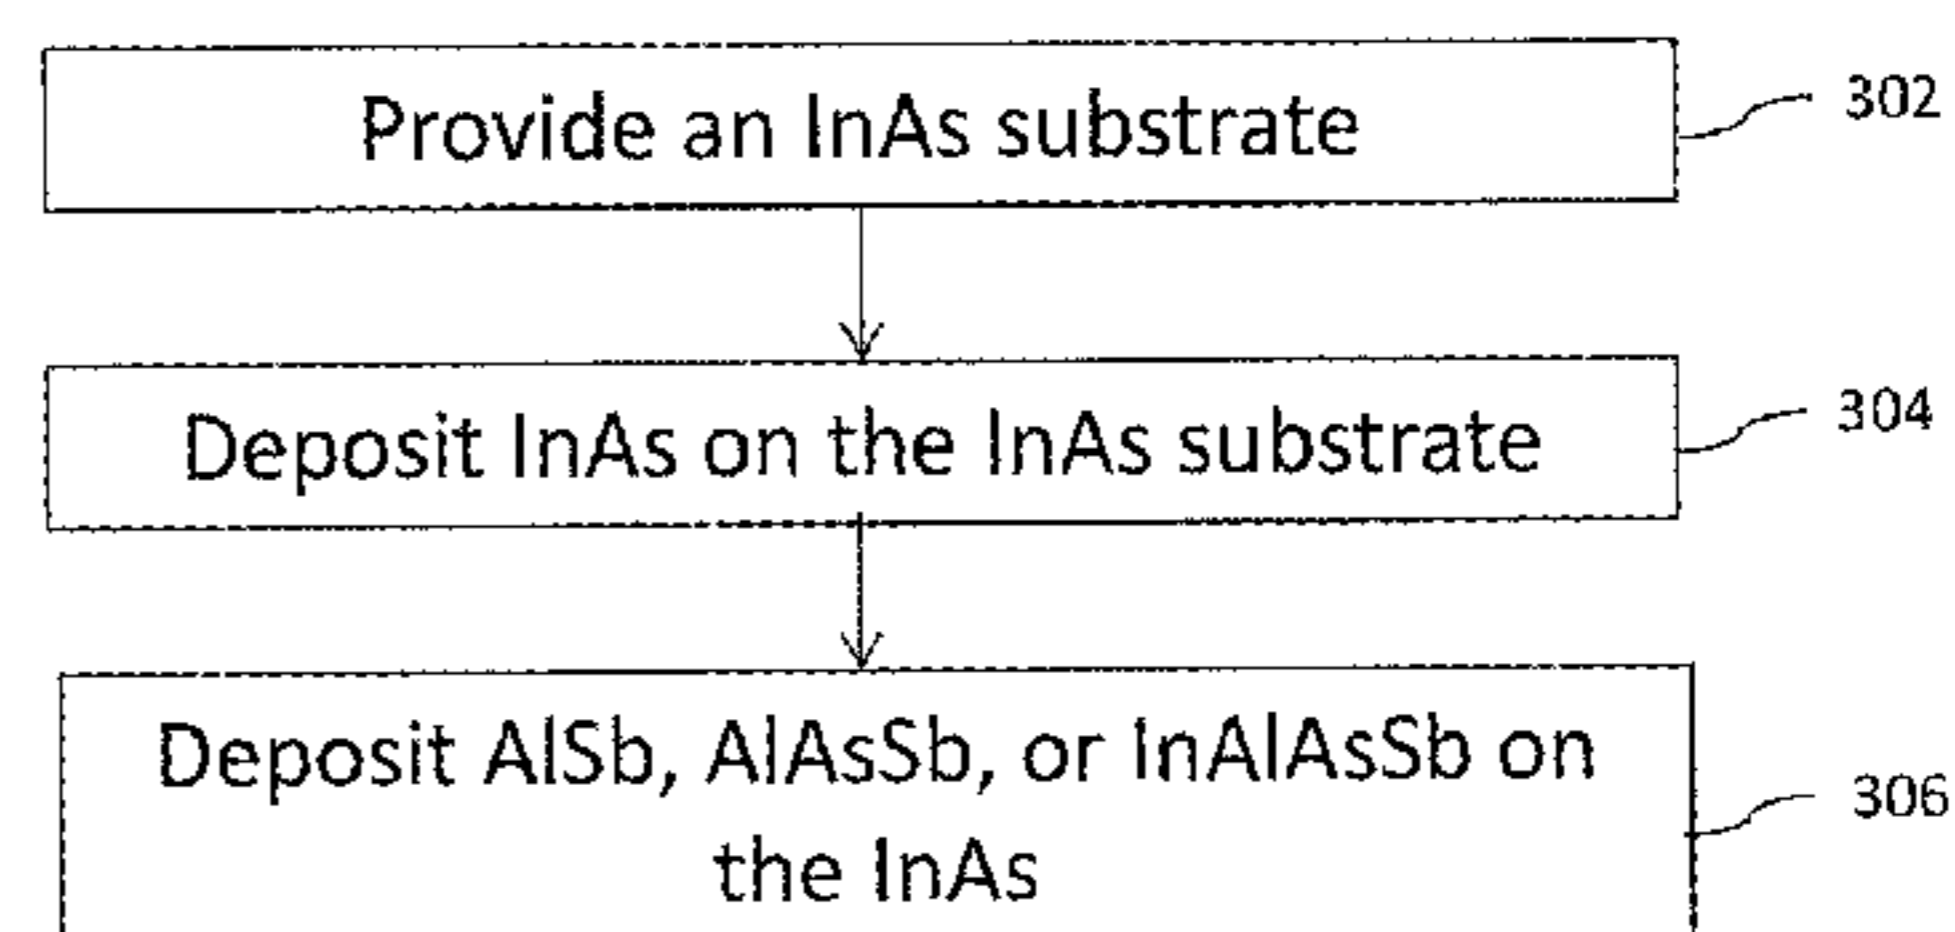 Provide an InAs substrate
302
Deposit InAs on the InAs substrate
304
Deposit AlSb, AlAsSb, or InAlAsSb on
the InAs
306